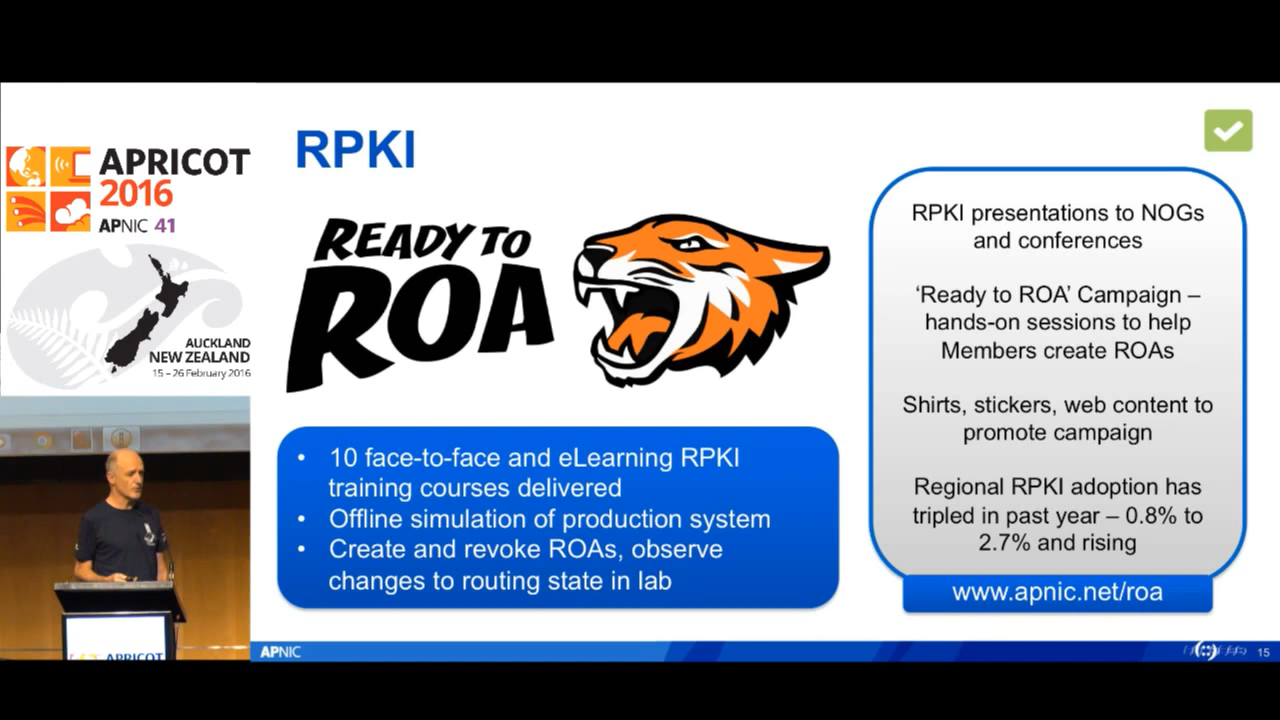 APRICOT
2016
APNIC 41
AUCKLAND
NEW ZEALAND
15 – 26 February 2016
RPKI
READY TO
ROA
• 10 face-to-face and eLearning RPKI
training courses delivered
• Offline simulation of production system
• Create and revoke ROAs, observe
changes to routing state in lab
RPKI presentations to NOGs
and conferences
‘Ready to ROA’ Campaign –
hands-on sessions to help
Members create ROAs
Shirts, stickers, web content to
promote campaign
Regional RPKI adoption has
tripled in past year – 0.8% to
2.7% and rising
www.apnic.net/roa
APRICOT
APNIC
15